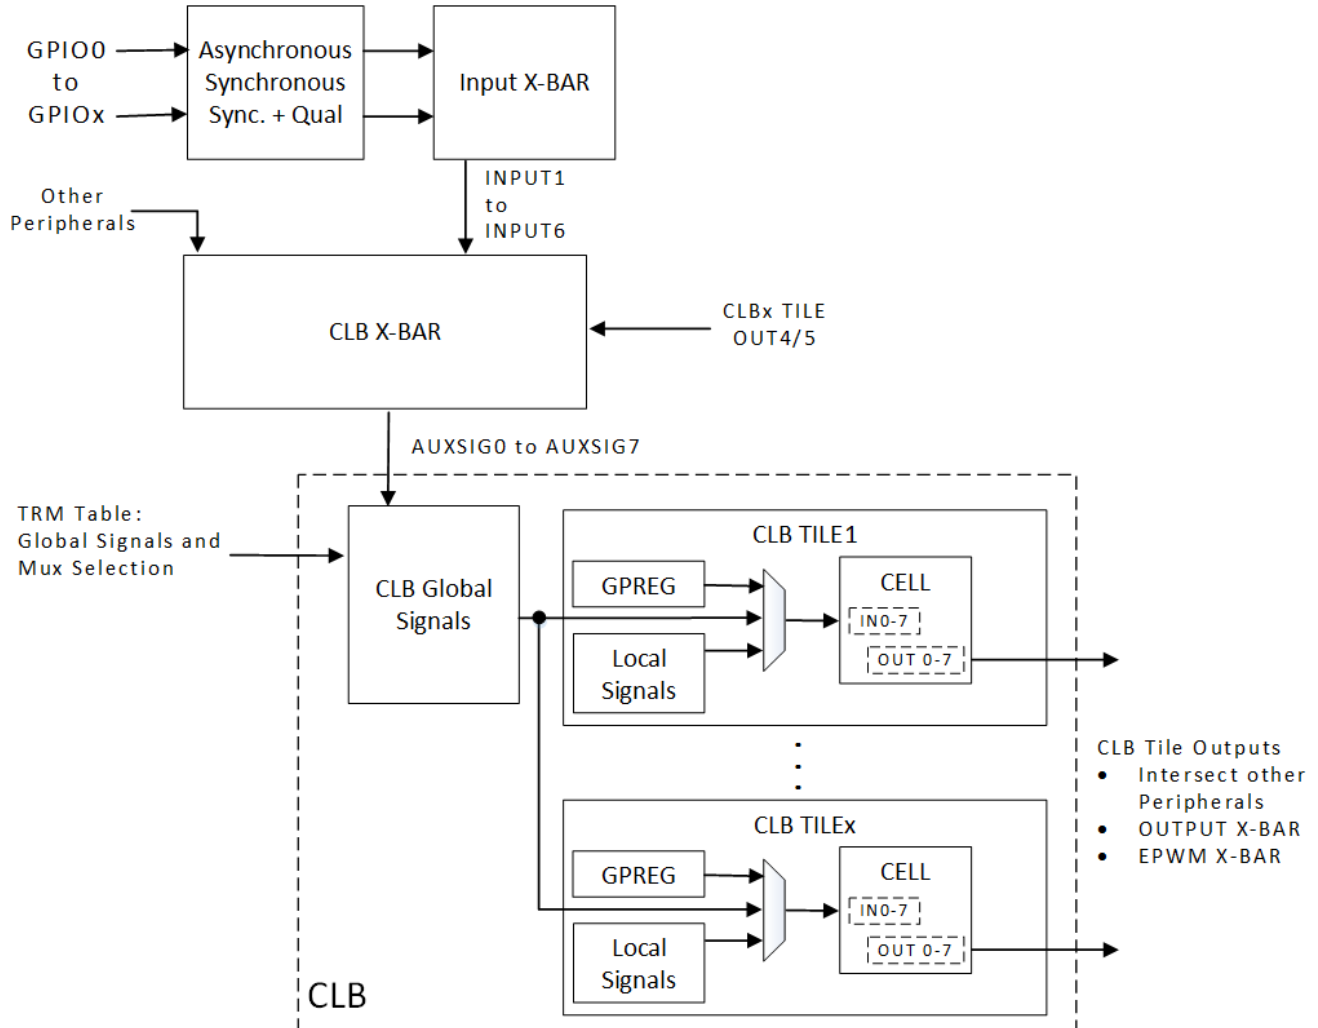 GPIO0
to
GPIOx
Asynchronous
Synchronous
Sync. + Qual
Input X-BAR
INPUT1
to
INPUT6
Other
Peripherals
CLB X-BAR
CLBx TILE
OUT4/5
AUXSIG0 to AUXSIG7
TRM Table:
Global Signals and
Mux Selection
CLB Global
Signals
CLB TILE1
GPREG
Local
Signals
CELL
IN0-7
OUT 0-7
CLB TILEx
GPREG
Local
Signals
CELL
IN0-7
OUT 0-7
CLB Tile Outputs
• Intersect other
Peripherals
• OUTPUT X-BAR
• EPWM X-BAR
CLB